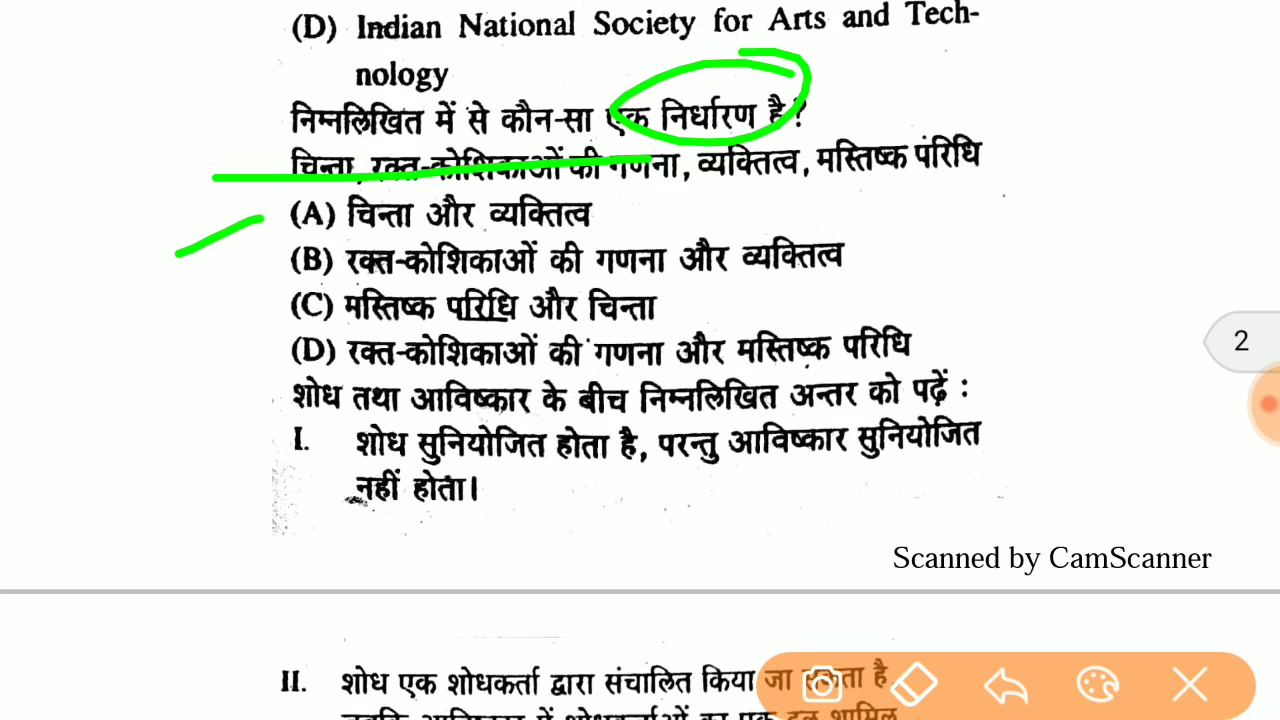 (D) Indian National Society for Arts and Tech-
nology
निम्नलिखित में से कौन-सा एक निर्धारण है?
चिन्ता, रक्त-कोशिकाओं की गणना, व्यक्तित्व, मस्तिष्क परिधि
(A) चिन्ता और व्यक्तित्व
(B) रक्त-कोशिकाओं की गणना और व्यक्तित्व
(C) मस्तिष्क परिधि और चिन्ता
(D) रक्त-कोशिकाओं की गणना और मस्तिष्क परिधि
शोध तथा आविष्कार के बीच निम्नलिखित अन्तर को पढ़ें :
I. शोध सुनियोजित होता है, परन्तु आविष्कार सुनियोजित
नहीं होता।
2
Scanned by CamScanner
II. शोध एक शोधकर्ता द्वारा संचालित किया जा सकता है